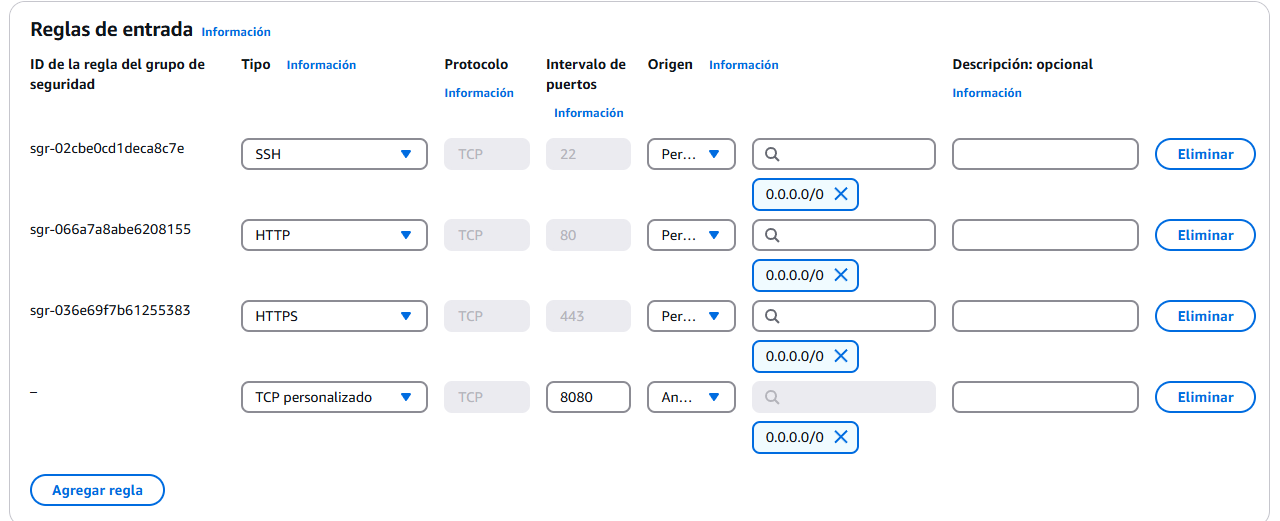 Reglas de entrada Información
ID de la regla del grupo de seguridad
Tipo Información
Protocolo Información
Intervalo de puertos Información
Origen Información
Descripción: opcional Información
sgr-02cbe0cd1deca8c7e SSH TCP 22 Per... Eliminar
0.0.0.0/0
sgr-066a7a8abe6208155 HTTP TCP 80 Per... Eliminar
0.0.0.0/0
sgr-036e69f7b61255383 HTTPS TCP 443 Per... Eliminar
0.0.0.0/0
– TCP personalizado TCP 8080 An... Eliminar
0.0.0.0/0
Agregar regla